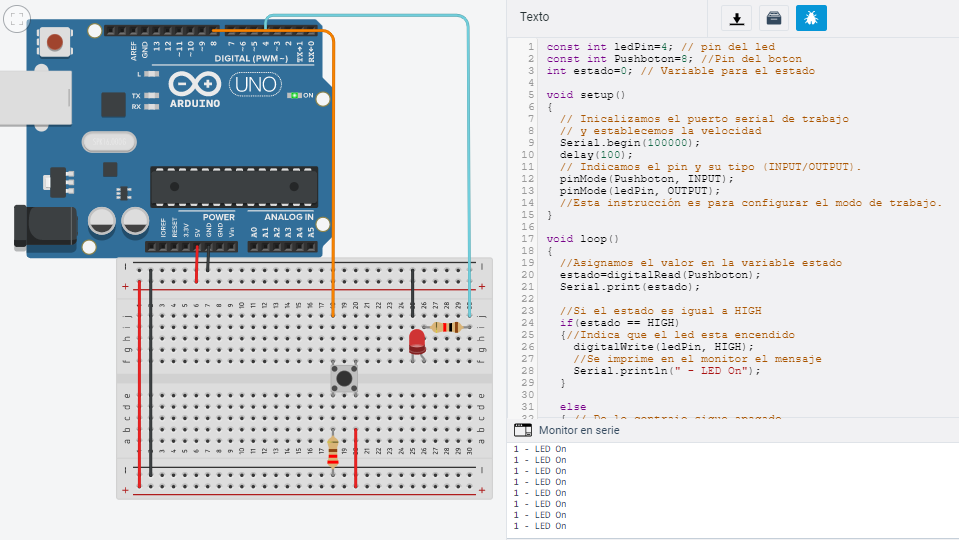 Texto
1 const int ledPin=4; // pin del led
2 const int Pushboton=8; //Pin del boton
3 int estado=0; // Variable para el estado
4
5 void setup()
6 {
7 // Inicalizamos el puerto serial de trabajo
8 // y establecemos la velocidad
9 Serial.begin(100000);
10 delay(100);
11 // Indicamos el pin y su tipo (INPUT/OUTPUT).
12 pinMode(Pushboton, INPUT);
13 pinMode(ledPin, OUTPUT);
14 //Esta instrucción es para configurar el modo de trabajo.
15 }
16
17 void loop()
18 {
19 //Asignamos el valor en la variable estado
20 estado=digitalRead(Pushboton);
21 Serial.print(estado);
22
23 //Si el estado es igual a HIGH
24 if(estado == HIGH)
25 {//Indica que el led esta encendido
26 digitalWrite(ledPin, HIGH);
27 //Se imprime en el monitor el mensaje
28 Serial.println(" - LED On");
29 }
30
31 else
Monitor en serie
1 - LED On
1 - LED On
1 - LED On
1 - LED On
1 - LED On
1 - LED On
1 - LED On
1 - LED On
AREF
GND
13
12
~11
~10
~9
8
7
~6
~5
4
~3
2
TX→1
RX←0
DIGITAL (PWM~)
L
TX
RX
ARDUINO
UNO
ON
POWER
ANALOG IN
IOREF
RESET
3.3V
5V
GND
GND
Vin
A0
A1
A2
A3
A4
A5